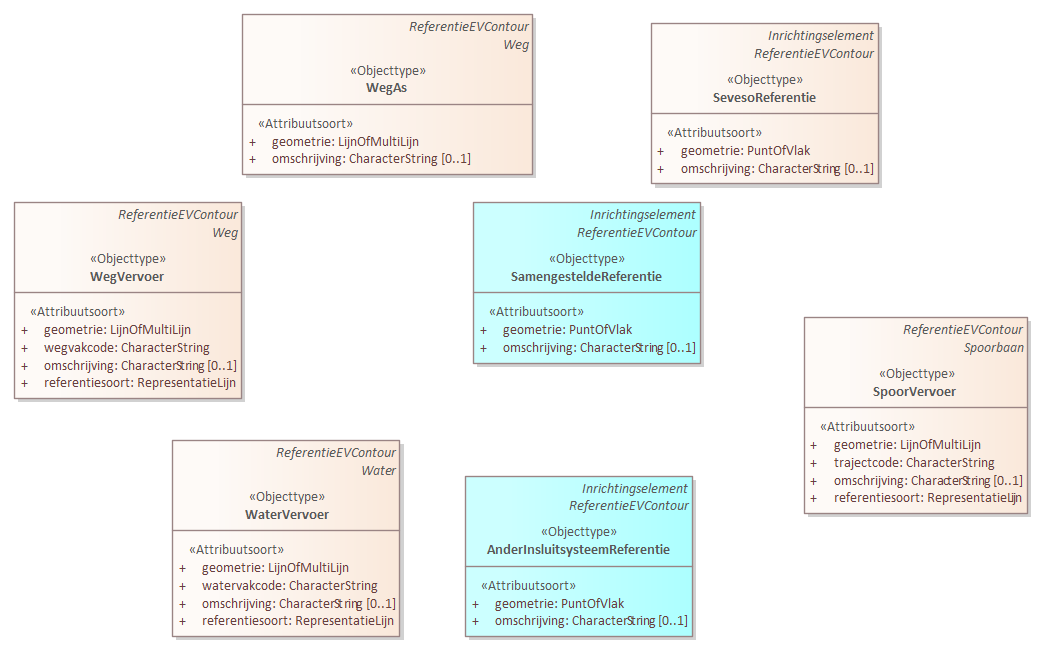 ReferentieEVContour
Weg
«Objecttype»
WegAs
«Attribuutsoort»
+ geometrie: LijnOfMultiLijn
+ omschrijving: CharacterString [0..1]
Inrichtingselement
ReferentieEVContour
«Objecttype»
SevesoReferentie
«Attribuutsoort»
+ geometrie: PuntOfVlak
+ omschrijving: CharacterString [0..1]
ReferentieEVContour
Weg
«Objecttype»
WegVervoer
«Attribuutsoort»
+ geometrie: LijnOfMultiLijn
+ wegvakcode: CharacterString
+ omschrijving: CharacterString [0..1]
+ referentiesoort: RepresentatieLijn
Inrichtingselement
ReferentieEVContour
«Objecttype»
SamengesteldeReferentie
«Attribuutsoort»
+ geometrie: PuntOfVlak
+ omschrijving: CharacterString [0..1]
ReferentieEVContour
Spoorbaan
«Objecttype»
SpoorVervoer
«Attribuutsoort»
+ geometrie: LijnOfMultiLijn
+ trajectcode: CharacterString
+ omschrijving: CharacterString [0..1]
+ referentiesoort: RepresentatieLijn
ReferentieEVContour
Water
«Objecttype»
WaterVervoer
«Attribuutsoort»
+ geometrie: LijnOfMultiLijn
+ watervakcode: CharacterString
+ omschrijving: CharacterString [0..1]
+ referentiesoort: RepresentatieLijn
Inrichtingselement
ReferentieEVContour
«Objecttype»
AnderInsluitsysteemReferentie
«Attribuutsoort»
+ geometrie: PuntOfVlak
+ omschrijving: CharacterString [0..1]